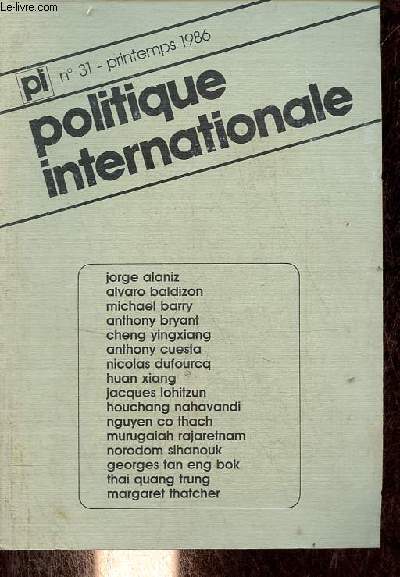 Le-livre.com
pi n° 31 - printemps 1986
politique
internationale
jorge alaniz
alvaro baldizon
michael barry
anthony bryant
cheng yingxiang
anthony cuesta
nicolas dufourcq
huan xiang
jacques lohitzun
houchang nahavandi
nguyen co thach
murugaiah rajaretnam
norodom sihanouk
georges tan eng bok
thai quang trung
margaret thatcher